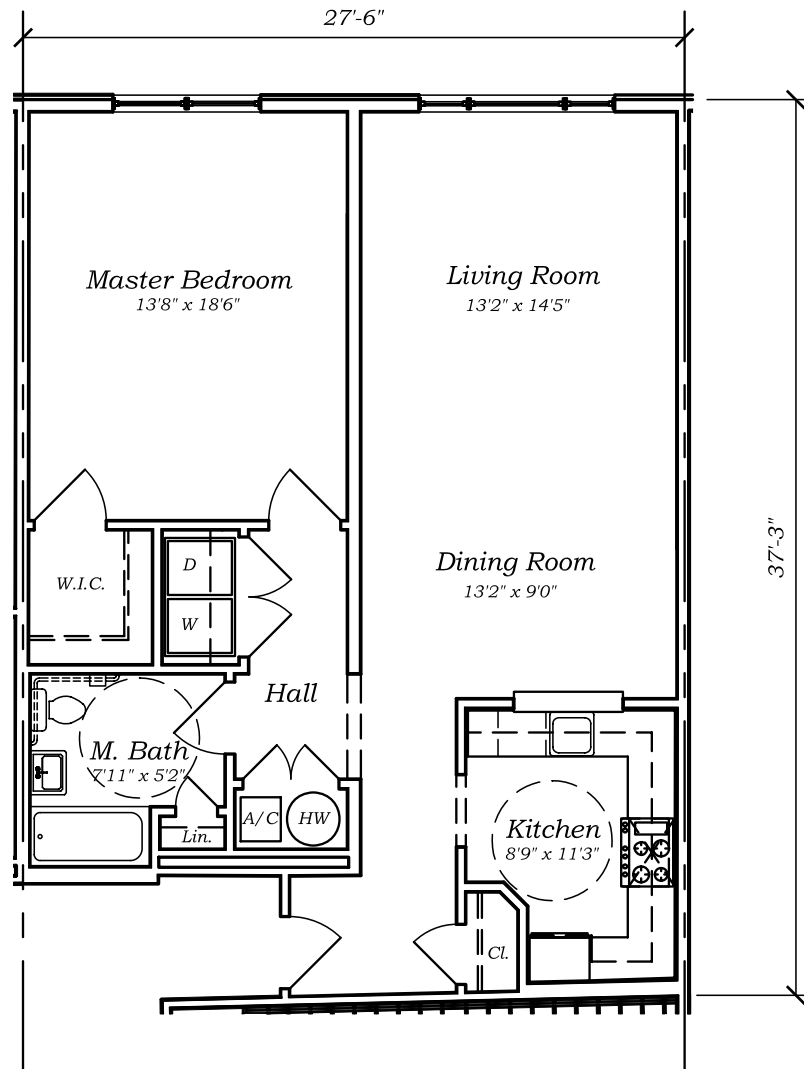 27'-6"
Master Bedroom
13'8" x 18'6"
Living Room
13'2" x 14'5"
37'-3"
Dining Room
13'2" x 9'0"
D
W.I.C.
W
Hall
M. Bath
7'11" x 5'2"
A/C
HW
Lin.
Kitchen
8'9" x 11'3"
Cl.